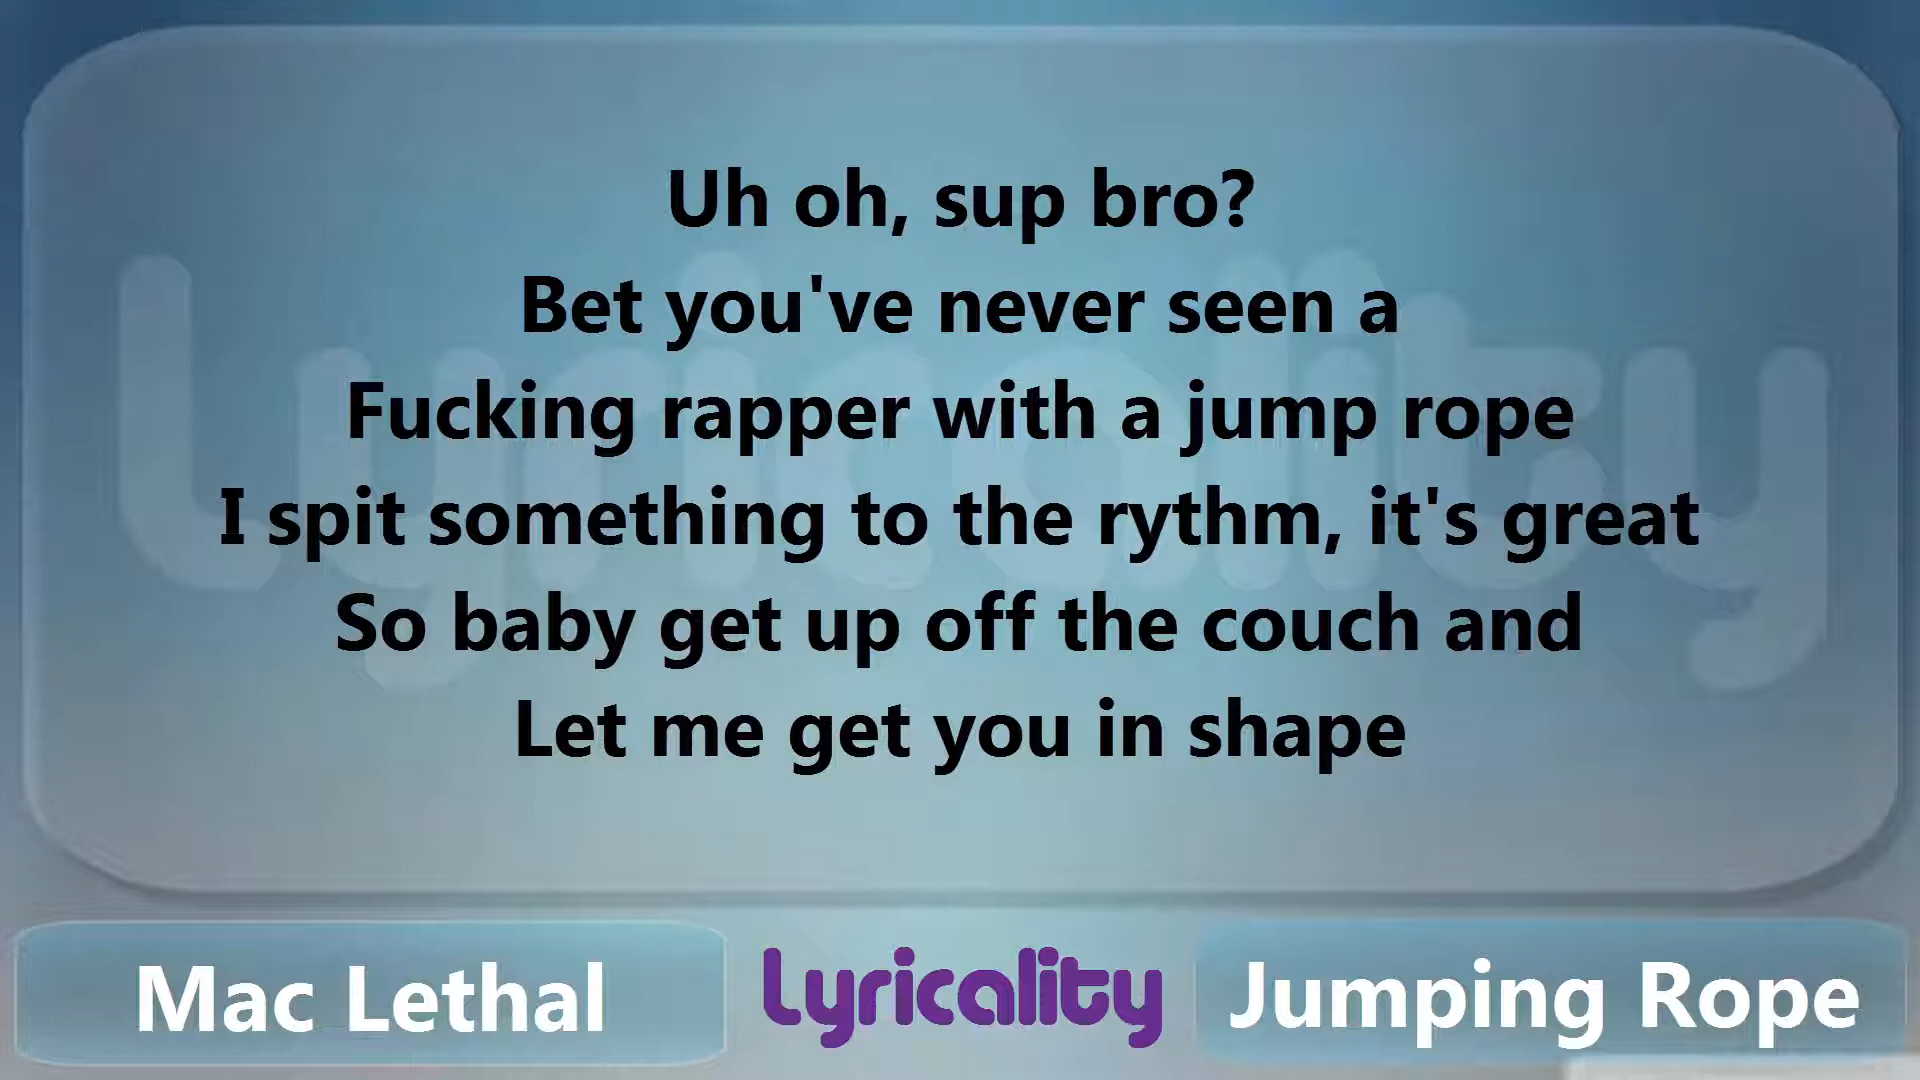 Uh oh, sup bro?
Bet you've never seen a
Fucking rapper with a jump rope
I spit something to the rythm, it's great
So baby get up off the couch and
Let me get you in shape
Lyricality
Mac Lethal
Lyricality
Jumping Rope